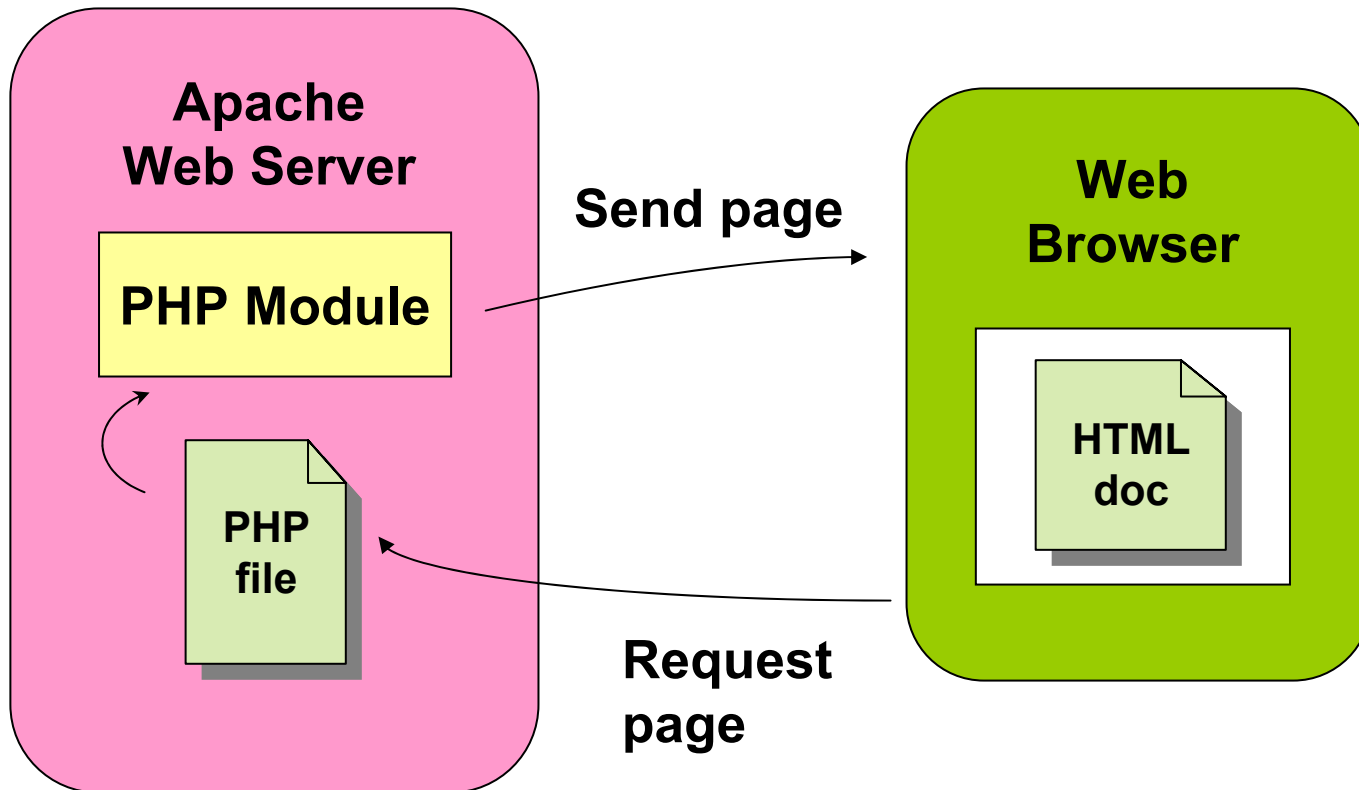 Apache
Web Server
PHP Module
PHP
file
Send page
Request
page
Web
Browser
HTML
doc